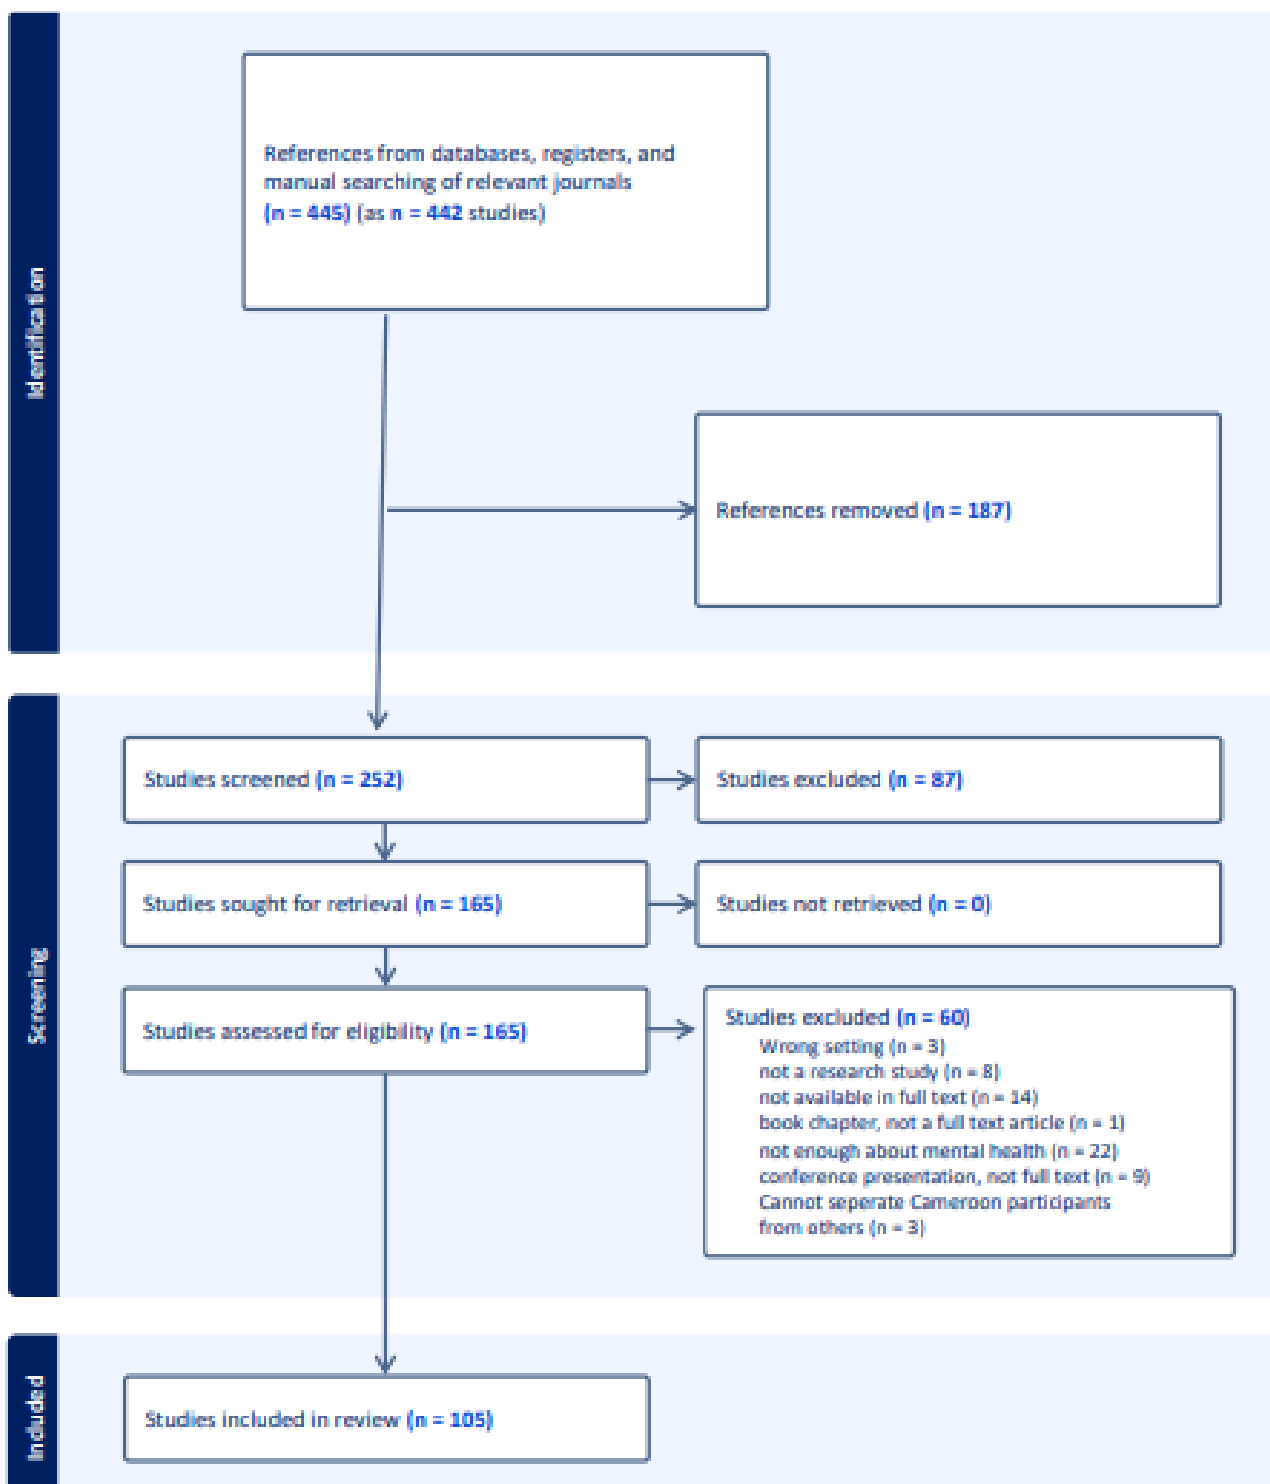 Identification
References from databases, registers, and
manual searching of relevant journals
(n = 445) (as n = 442 studies)
References removed (n = 187)
Screening
Studies screened (n = 252)
Studies excluded (n = 87)
Studies sought for retrieval (n = 165)
Studies not retrieved (n = 0)
Studies assessed for eligibility (n = 165)
Studies excluded (n = 60)
Wrong setting (n = 3)
not a research study (n = 8)
not available in full text (n = 14)
book chapter, not a full text article (n = 1)
not enough about mental health (n = 22)
conference presentation, not full text (n = 9)
Cannot seperate Cameroon participants
from others (n = 3)
Included
Studies included in review (n = 105)